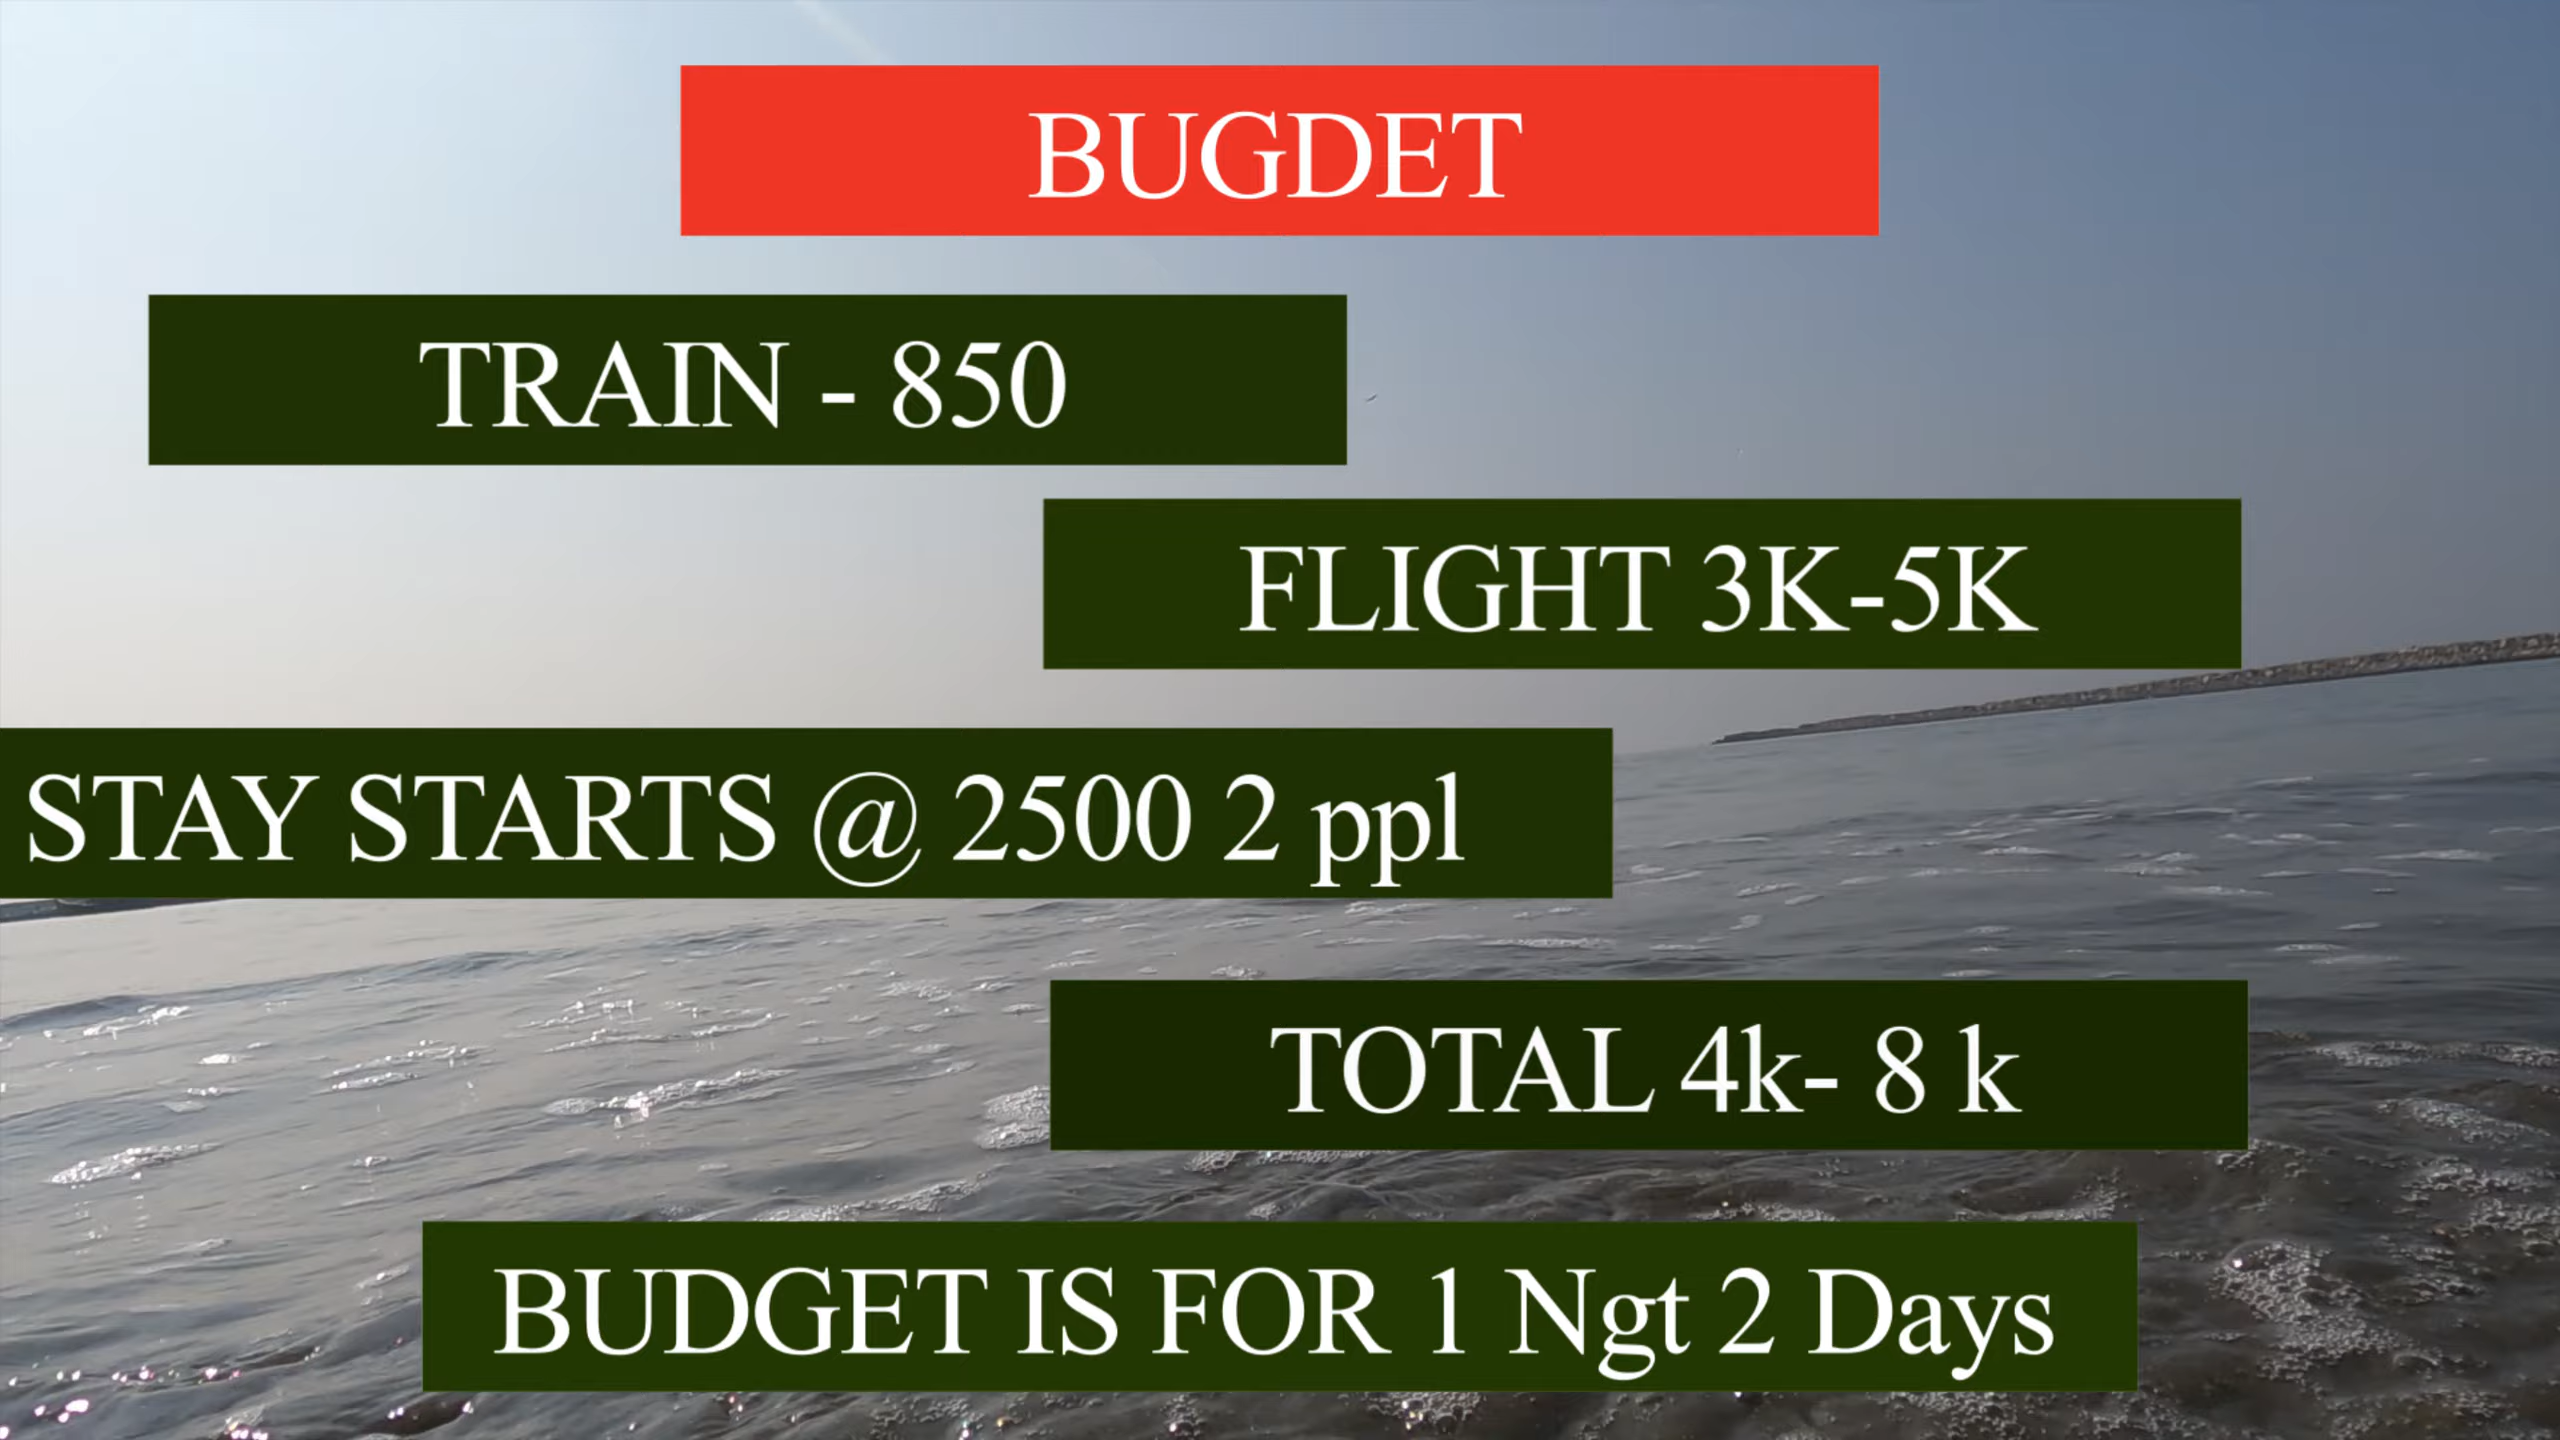 BUGDET
TRAIN - 850
FLIGHT 3K-5K
STAY STARTS @ 2500 2 ppl
TOTAL 4k- 8 k
BUDGET IS FOR 1 Ngt 2 Days